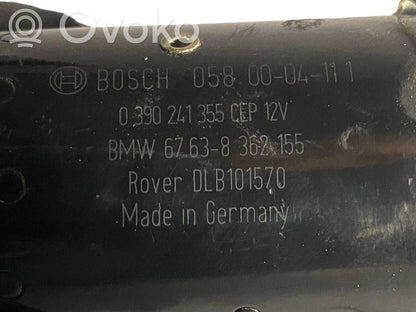 Ovoko
BOSCH 058 00-04-11 1
0 390 241 355 CEP 12V
BMW 67.63-8 362 155
Rover DLB101570
Made in Germany